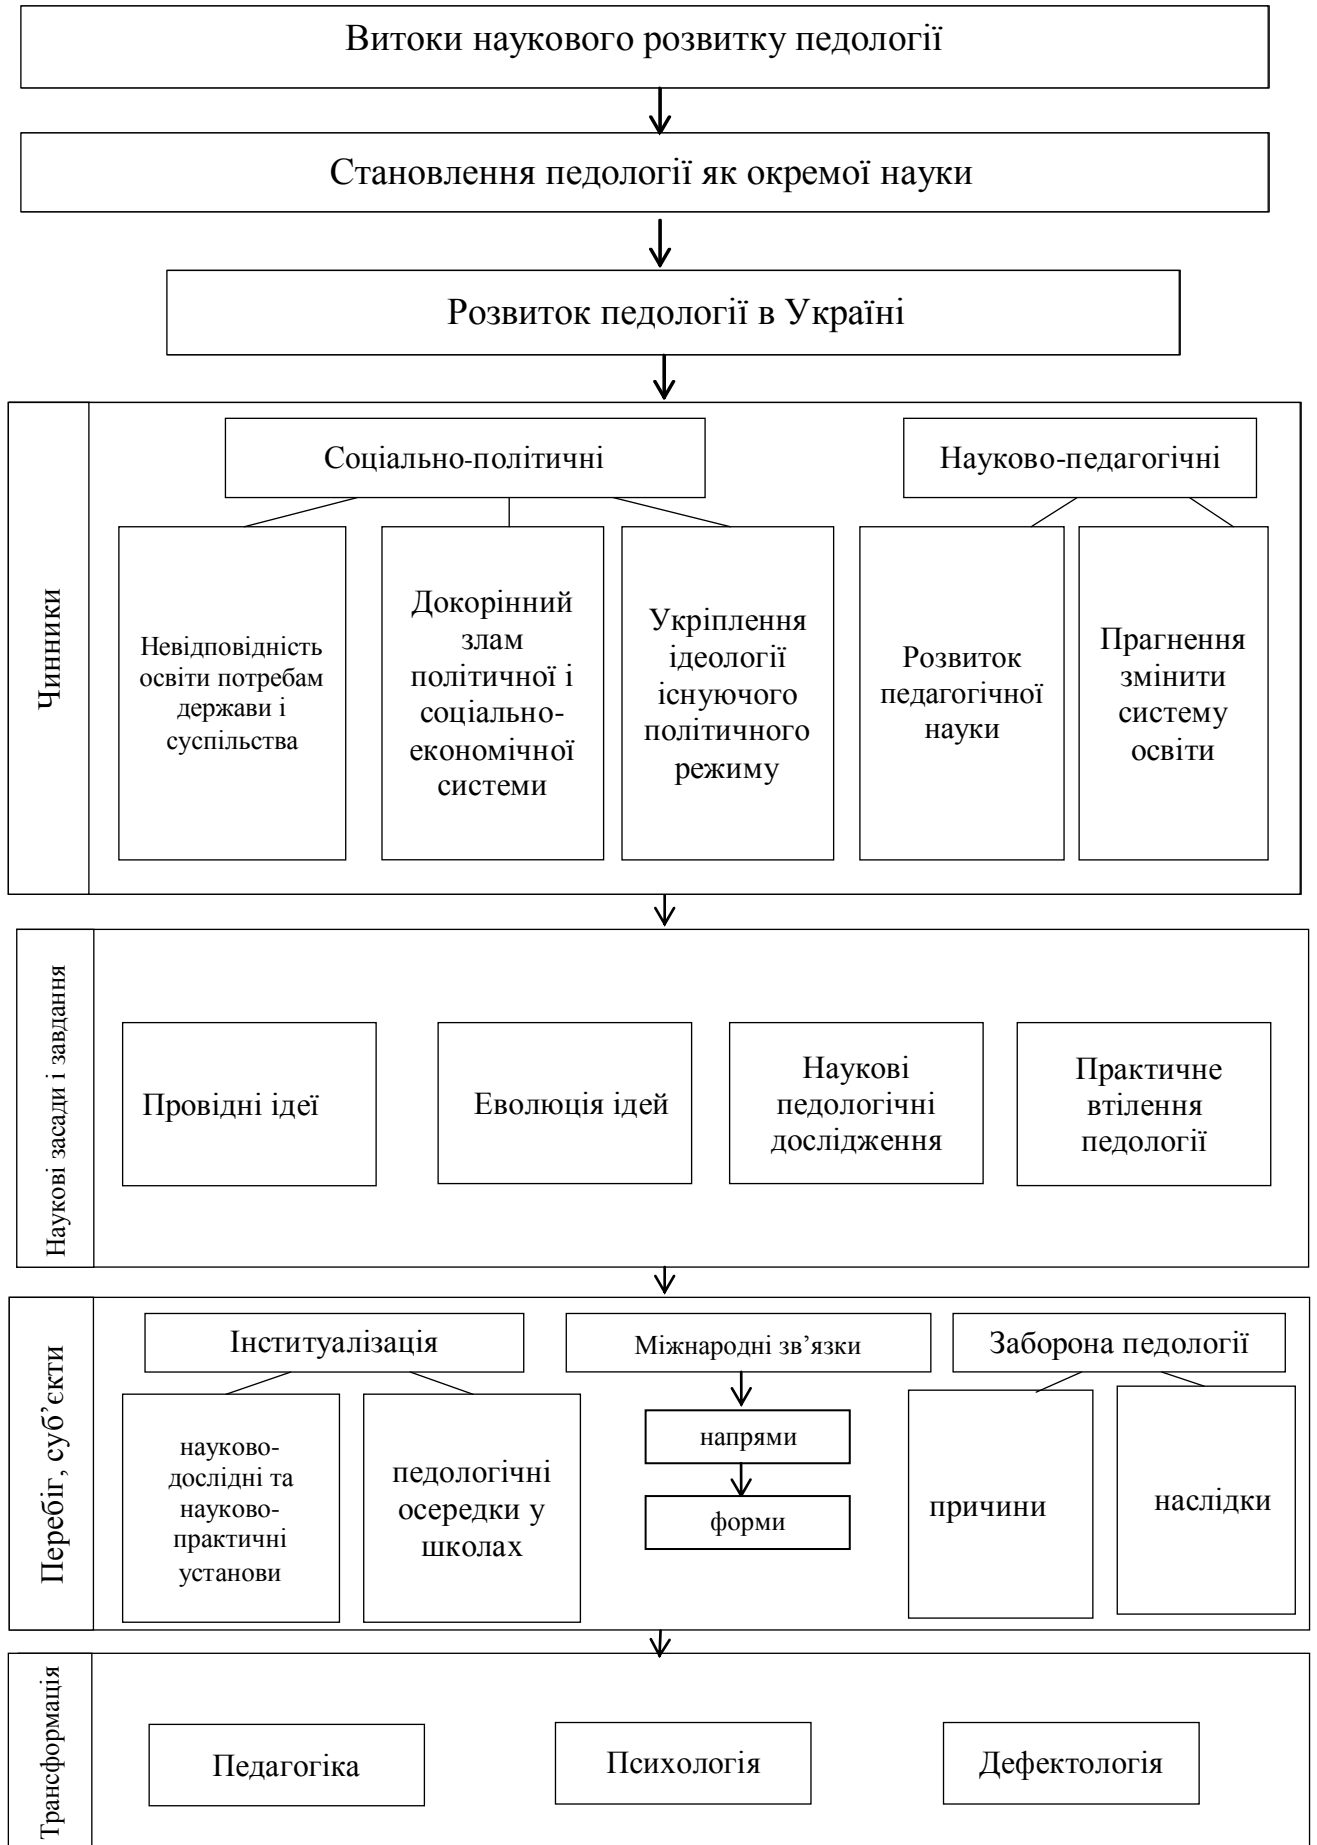 Витоки наукового розвитку педології
Становлення педології як окремої науки
Розвиток педології в Україні
Чинники
Соціально-політичні
Науково-педагогічні
Невідповідність
освіти потребам
держави і
суспільства
Докорінний
злам
політичної і
соціально-
економічної
системи
Укріплення
ідеології
існуючого
політичного
режиму
Розвиток
педагогічної
науки
Прагнення
змінити
систему
освіти
Наукові засади і завдання
Провідні ідеї
Еволюція ідей
Наукові
педологічні
дослідження
Практичне
втілення
педології
Перебіг, суб’єкти
Інституалізація
Міжнародні зв’язки
Заборона педології
науково-
дослідні та
науково-
практичні
установи
педологічні
осередки у
школах
напрями
форми
причини
наслідки
Трансформація
Педагогіка
Психологія
Дефектологія